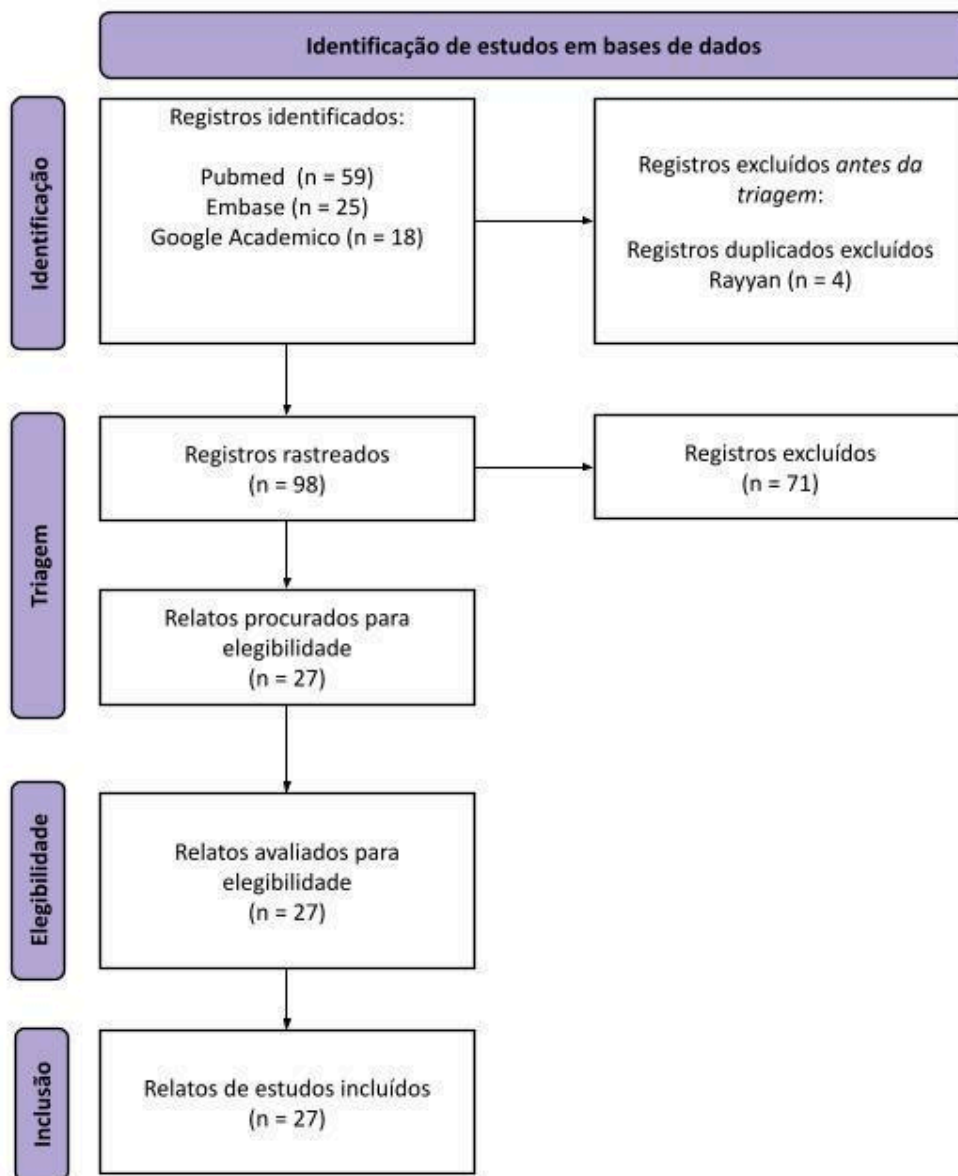 Identificação de estudos em bases de dados
Identificação
Registros identificados:
Pubmed (n = 59)
Embase (n = 25)
Google Academico (n = 18)
Registros excluídos antes da
triagem:
Registros duplicados excluídos
Rayyan (n = 4)
Triagem
Registros rastreados
(n = 98)
Registros excluídos
(n = 71)
Relatos procurados para
elegibilidade
(n = 27)
Elegibilidade
Relatos avaliados para
elegibilidade
(n = 27)
Inclusão
Relatos de estudos incluídos
(n = 27)